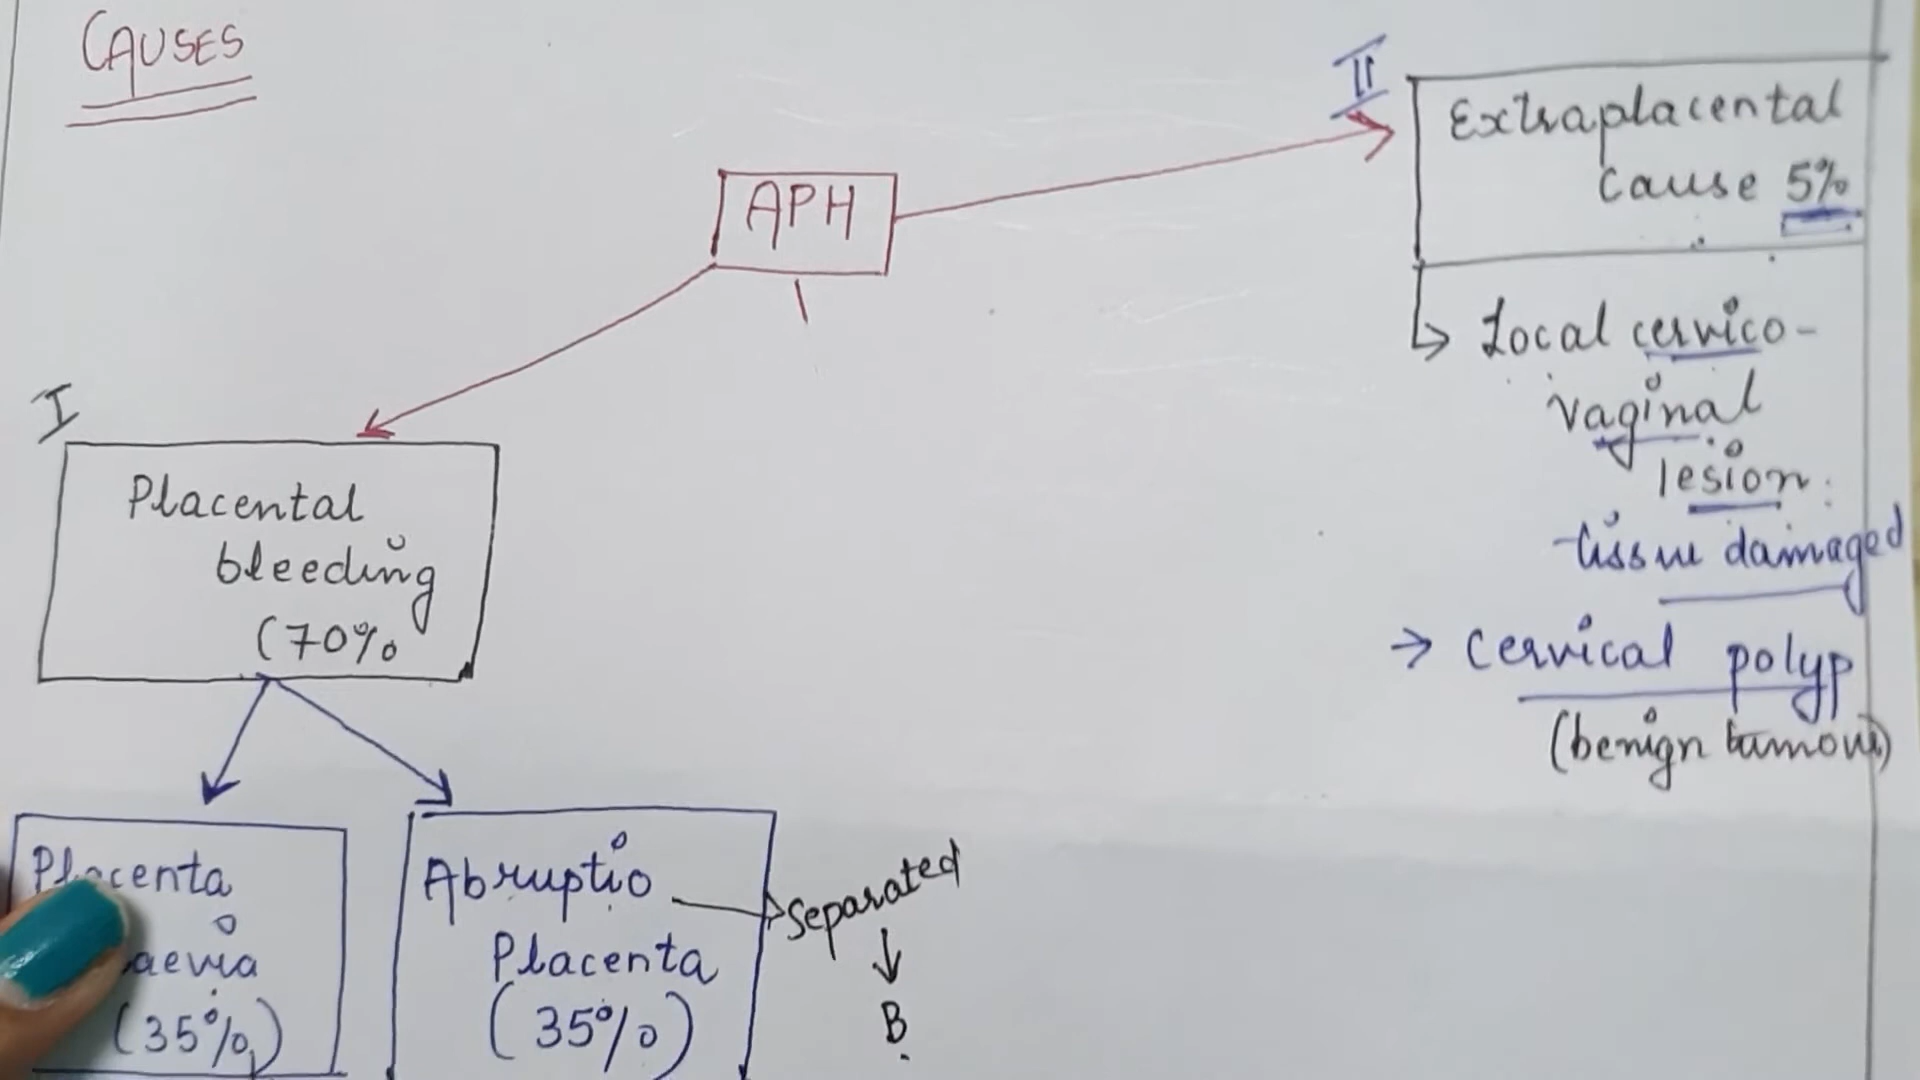 CAUSES
APH
II
Extraplacental
cause 5%
Local cervico-
vaginal
lesion.
tissue damaged
→ cervical polyp
(benign tumour)
I
Placental
bleeding
(70%
Placenta
(35%)
Abruptio
Placenta
(35%)
Separated
↓
B